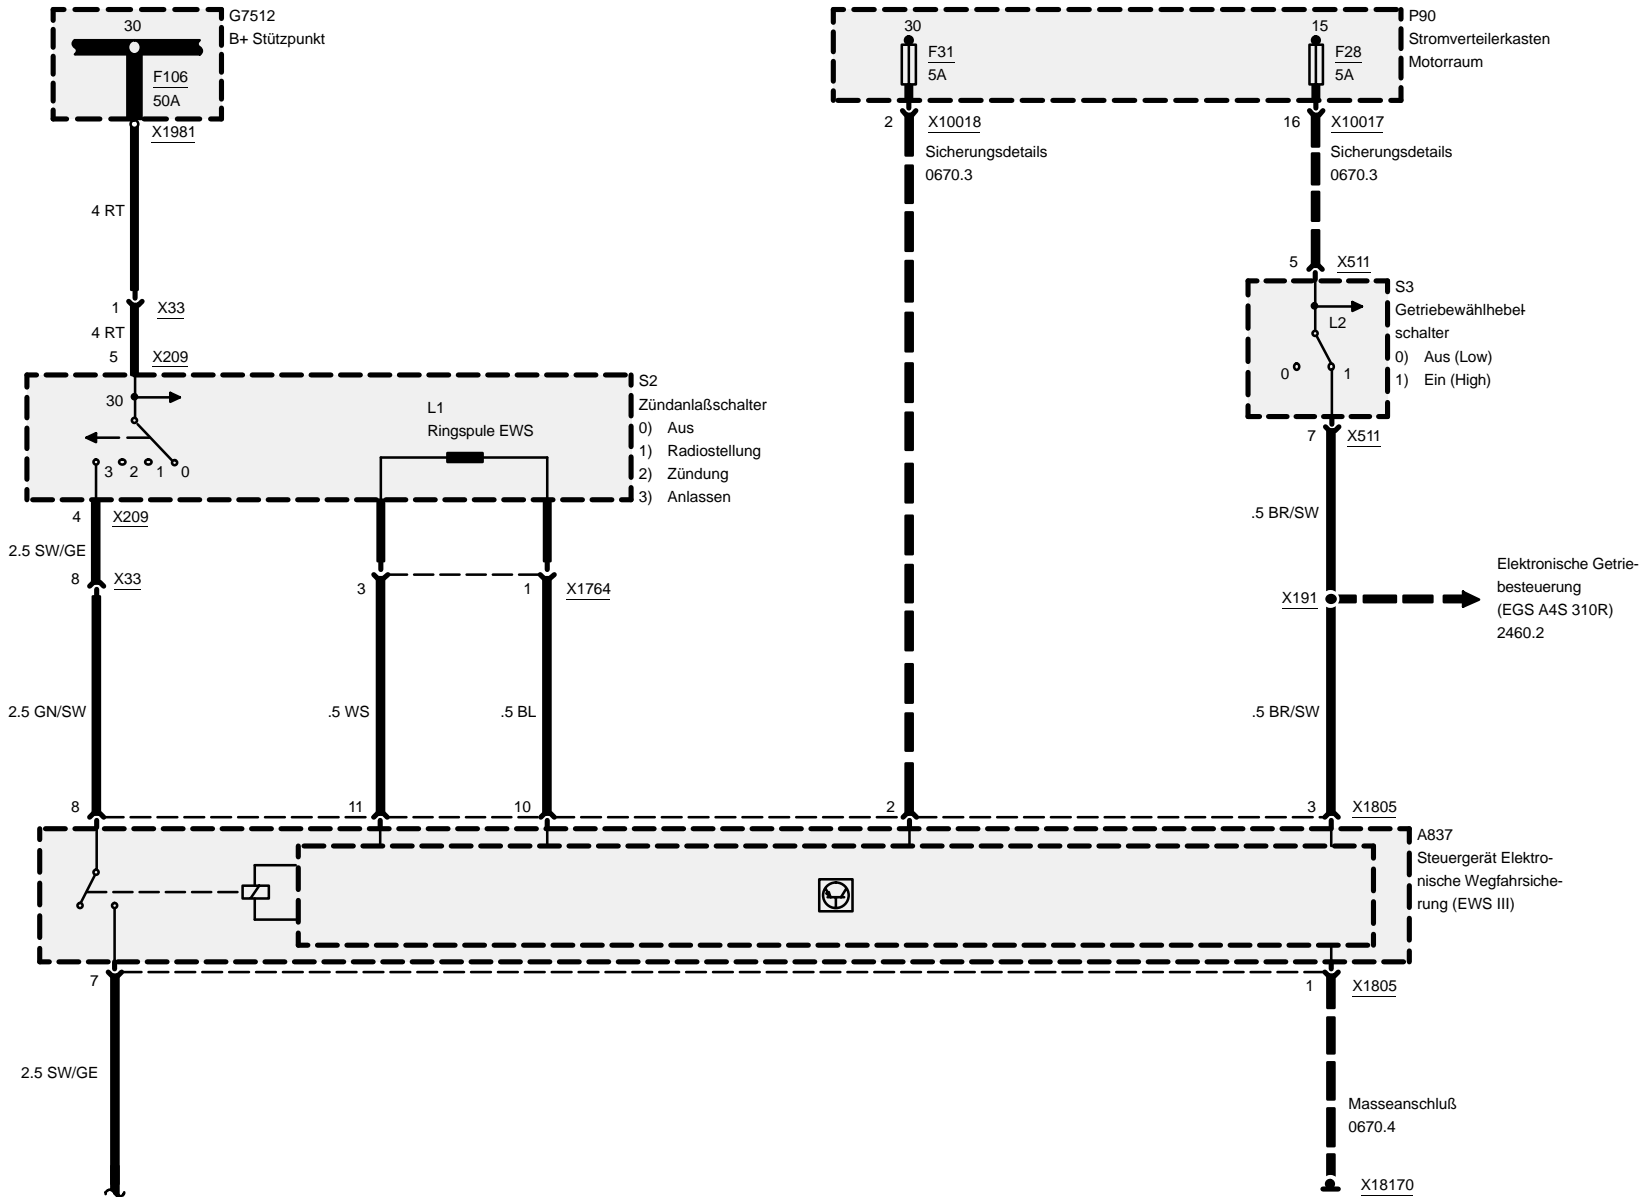 30
G7512
B+ Stützpunkt
F106
50A
X1981
4 RT
1
X33
4 RT
5
X209
30
3
2
1
0
L1
Ringspule EWS
S2
Zündanlaßschalter
0) Aus
1) Radiostellung
2) Zündung
3) Anlassen
4
X209
2.5 SW/GE
8
X33
3
1
X1764
2.5 GN/SW
.5 WS
.5 BL
30
F31
5A
15
F28
5A
P90
Stromverteilerkasten
Motorraum
2
X10018
Sicherungsdetails
0670.3
16
X10017
Sicherungsdetails
0670.3
5
X511
L2
0
1
S3
Getriebewählhebel-
schalter
0) Aus (Low)
1) Ein (High)
7
X511
.5 BR/SW
X191
Elektronische Getrie-
besteuerung
(EGS A4S 310R)
2460.2
.5 BR/SW
8
11
10
2
3
X1805
A837
Steuergerät Elektro-
nische Wegfahrsiche-
rung (EWS III)
7
1
X1805
2.5 SW/GE
Masseanschluß
0670.4
X18170